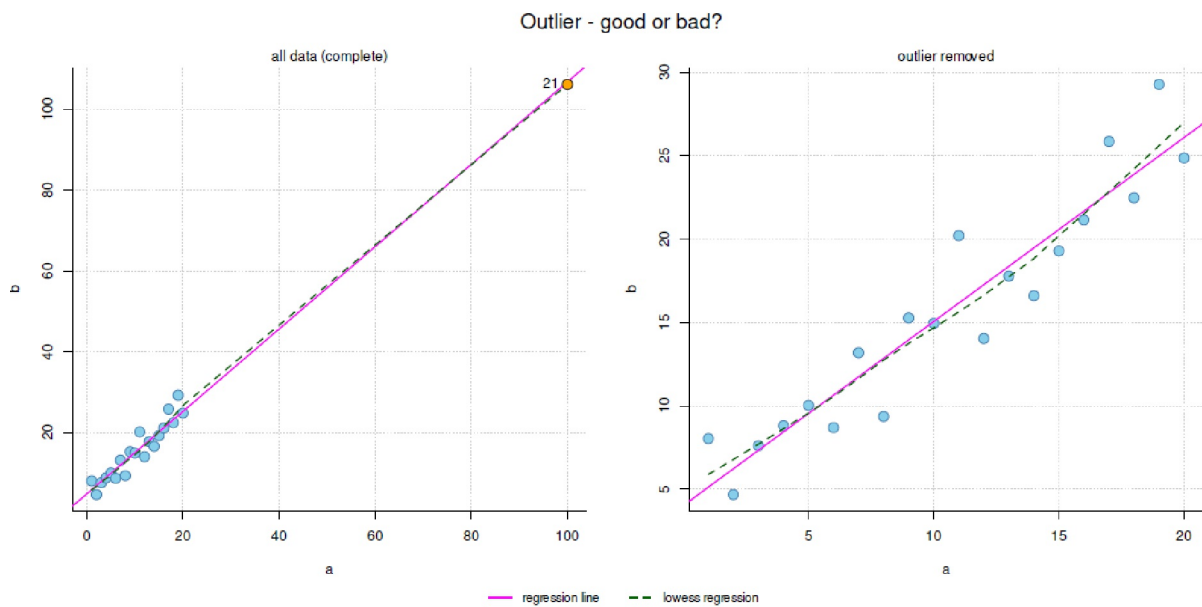 Outlier - good or bad?
all data (complete)
100
80
60
40
20
b
21
0 20 40 60 80 100
a
outlier removed
30
25
20
15
10
5
b
5 10 15 20
a
regression line lowess regression